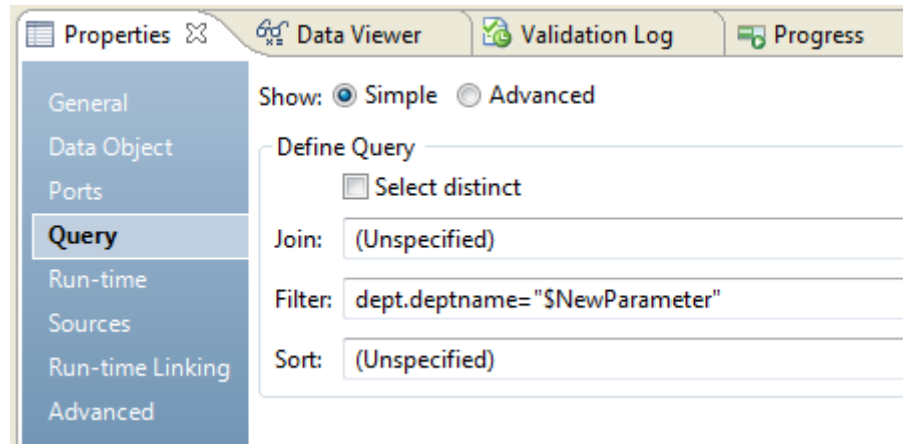 Properties Data Viewer Validation Log Progress
General
Data Object
Ports
Query
Run-time
Sources
Run-time Linking
Advanced
Show: Simple Advanced
Define Query
Select distinct
Join: (Unspecified)
Filter: dept.deptname="$NewParameter"
Sort: (Unspecified)